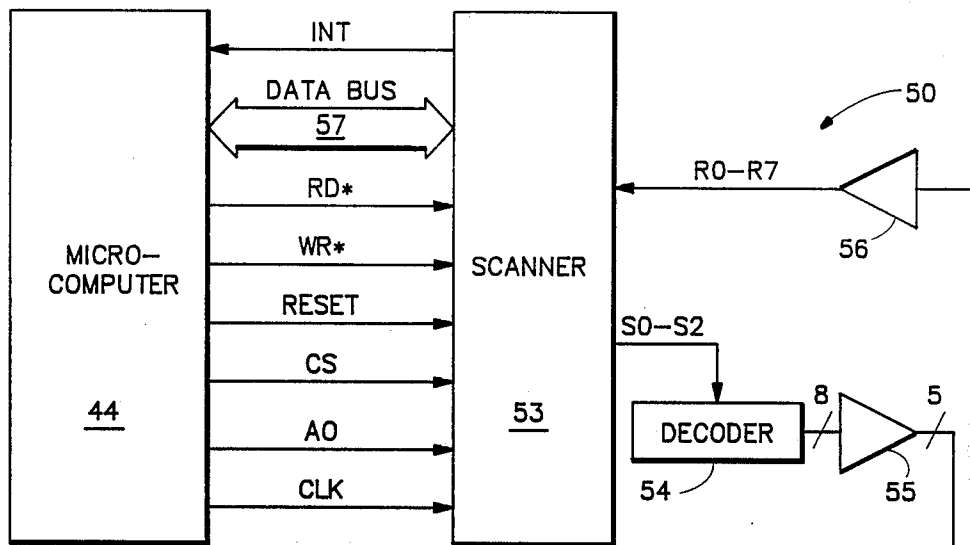 INT
DATA BUS
57
50
RD*
R0-R7
56
MICRO-
COMPUTER
WR*
SCANNER
RESET
S0-S2
CS
44
53
8
5
DECODER
A0
54
55
CLK